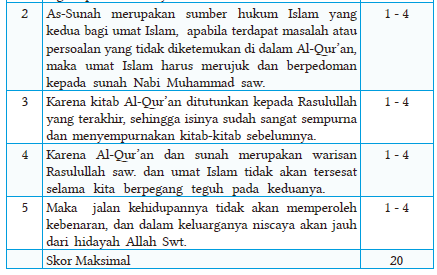 2 As-Sunah merupakan sumber hukum Islam yang 1 - 4
kedua bagi umat Islam, apabila terdapat masalah atau
persoalan yang tidak diketemukan di dalam Al-Qur'an,
maka umat Islam harus merujuk dan berpedoman
kepada sunah Nabi Muhammad saw.
3 Karena kitab Al-Qur'an ditutunkan kepada Rasulullah 1 - 4
yang terakhir, sehingga isinya sudah sangat sempurna
dan menyempurnakan kitab-kitab sebelumnya.
4 Karena Al-Qur'an dan sunah merupakan warisan 1 - 4
Rasulullah saw. dan umat Islam tidak akan tersesat
selama kita berpegang teguh pada keduanya.
5 Maka jalan kehidupannya tidak akan memperoleh 1 - 4
kebenaran, dan dalam keluarganya niscaya akan jauh
dari hidayah Allah Swt.
Skor Maksimal 20